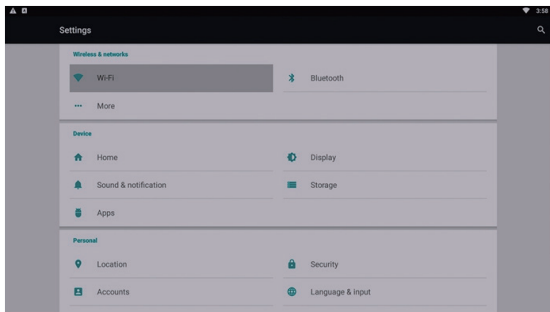 3:58
Settings
Wireless & networks
Wi-Fi Bluetooth
More
Device
Home Display
Sound & notification Storage
Apps
Personal
Location Security
Accounts Language & input